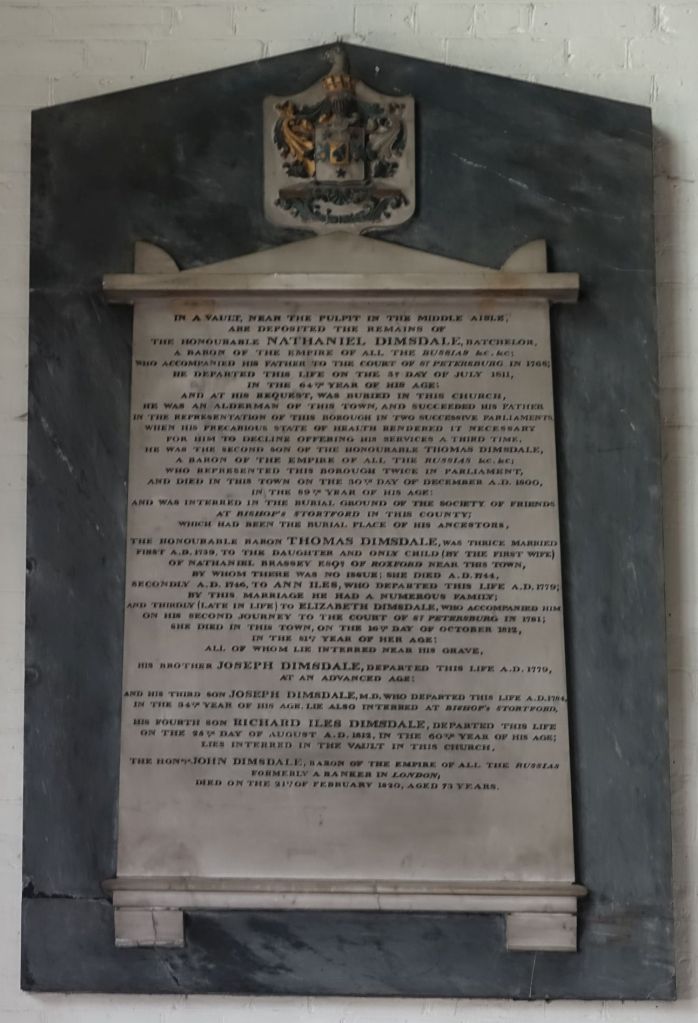 IN A VAULT, NEAR THE PULPIT IN THE MIDDLE AISLE,
ARE DEPOSITED THE REMAINS OF
THE HONOURABLE NATHANIEL DIMSDALE, BATCHELOR,
A BARON OF THE EMPIRE OF ALL THE RUSSIAS &c. &c;
WHO ACCOMPANIED HIS FATHER TO THE COURT OF ST PETERSBURG IN 1768;
HE DEPARTED THIS LIFE ON THE DAY OF JULY 1811,
IN THE 64TH YEAR OF HIS AGE:
AND AT HIS REQUEST, WAS BURIED IN THIS CHURCH,
HE WAS AN ALDERMAN OF THIS TOWN, AND SUCCEEDED HIS FATHER
IN THE REPRESENTATION OF THIS BOROUGH IN TWO SUCCESSIVE PARLIAMENTS,
WHEN HIS PRECARIOUS STATE OF HEALTH RENDERED IT NECESSARY
FOR HIM TO DECLINE OFFERING HIS SERVICES A THIRD TIME.
HE WAS THE SECOND SON OF THE HONOURABLE THOMAS DIMSDALE,
A BARON OF THE EMPIRE OF ALL THE RUSSIAS &c. &c;
WHO REPRESENTED THIS BOROUGH TWICE IN PARLIAMENT,
AND DIED IN THIS TOWN ON THE 30TH DAY OF DECEMBER A.D. 1800,
IN THE 89TH YEAR OF HIS AGE:
AND WAS INTERRED IN THE BURIAL GROUND OF THE SOCIETY OF FRIENDS
AT BISHOP'S STORTFORD IN THIS COUNTY;
WHICH HAD BEEN THE BURIAL PLACE OF HIS ANCESTORS,
THE HONOURABLE BARON THOMAS DIMSDALE, WAS THRICE MARRIED
FIRST A.D. 1739, TO THE DAUGHTER AND ONLY CHILD (BY THE FIRST WIFE)
OF NATHANIEL BRASSEY ESQR OF ROXFORD NEAR THIS TOWN,
BY WHOM THERE WAS NO ISSUE; SHE DIED A.D. 1744,
SECONDLY A.D. 1746, TO ANN ILES, WHO DEPARTED THIS LIFE A.D. 1779;
BY THIS MARRIAGE HE HAD A NUMEROUS FAMILY;
AND THIRDLY (LATE IN LIFE) TO ELIZABETH DIMSDALE, WHO ACCOMPANIED HIM
ON HIS SECOND JOURNEY TO THE COURT OF ST PETERSBURG IN 1781;
SHE DIED IN THIS TOWN, ON THE 16TH DAY OF OCTOBER 1812,
IN THE 81ST YEAR OF HER AGE:
ALL OF WHOM LIE INTERRED NEAR HIS GRAVE,
HIS BROTHER JOSEPH DIMSDALE, DEPARTED THIS LIFE A.D. 1779,
AT AN ADVANCED AGE:
AND HIS THIRD SON JOSEPH DIMSDALE, M.D. WHO DEPARTED THIS LIFE A.D.
IN THE 34TH YEAR OF HIS AGE. LIE ALSO INTERRED AT BISHOP'S STORTFORD,
HIS FOURTH SON RICHARD ILES DIMSDALE, DEPARTED THIS LIFE
ON THE 28TH DAY OF AUGUST A.D. 1812, IN THE 60TH YEAR OF HIS AGE;
LIES INTERRED IN THE VAULT IN THIS CHURCH,
THE HONBLE JOHN DIMSDALE, BARON OF THE EMPIRE OF ALL THE RUSSIAS
FORMERLY A BANKER IN LONDON;
DIED ON THE 21ST OF FEBRUARY 1820, AGED 73 YEARS.